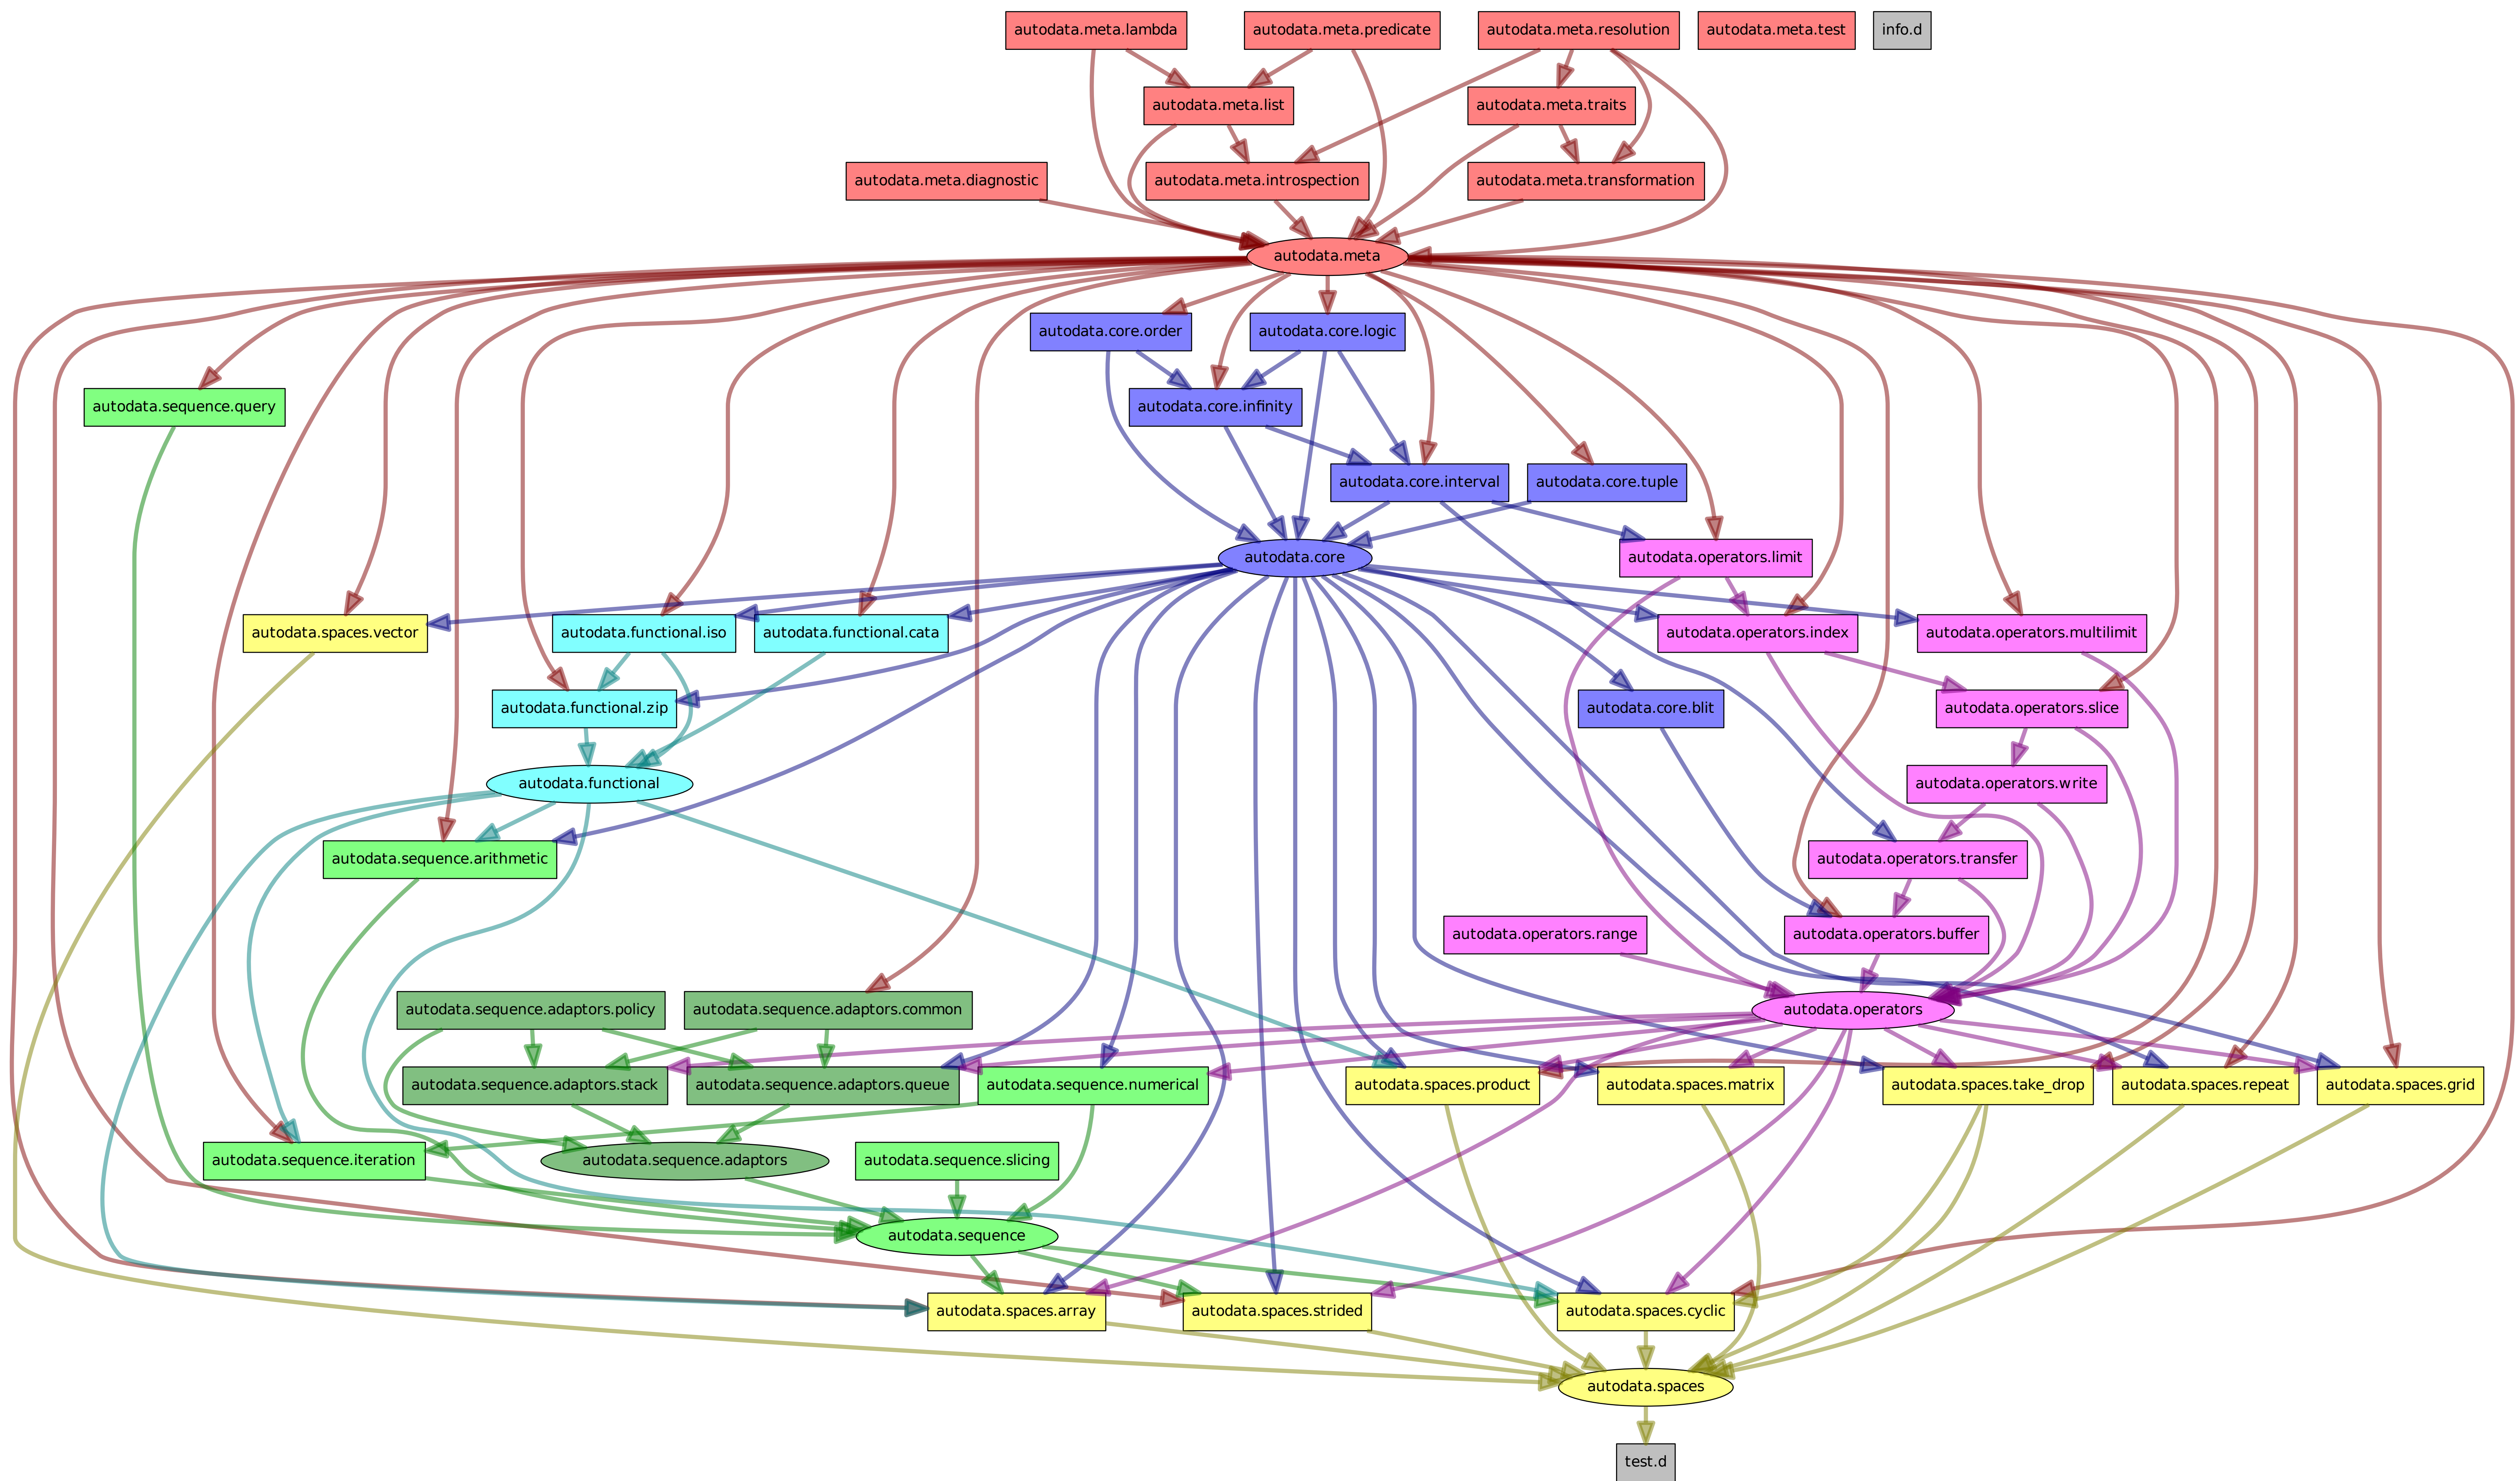 autodata.meta.lambda
autodata.meta.predicate
autodata.meta.resolution
autodata.meta.test
info.d
autodata.meta.list
autodata.meta.traits
autodata.meta.diagnostic
autodata.meta.introspection
autodata.meta.transformation
autodata.meta
autodata.core.order
autodata.core.logic
autodata.sequence.query
autodata.core.infinity
autodata.core.interval
autodata.core.tuple
autodata.core
autodata.operators.limit
autodata.spaces.vector
autodata.functional.iso
autodata.functional.cata
autodata.operators.index
autodata.operators.multilimit
autodata.functional.zip
autodata.core.blit
autodata.operators.slice
autodata.functional
autodata.operators.write
autodata.sequence.arithmetic
autodata.operators.transfer
autodata.operators.range
autodata.operators.buffer
autodata.sequence.adaptors.policy
autodata.sequence.adaptors.common
autodata.operators
autodata.sequence.adaptors.stack
autodata.sequence.adaptors.queue
autodata.sequence.numerical
autodata.spaces.product
autodata.spaces.matrix
autodata.spaces.take_drop
autodata.spaces.repeat
autodata.spaces.grid
autodata.sequence.iteration
autodata.sequence.adaptors
autodata.sequence.slicing
autodata.sequence
autodata.spaces.array
autodata.spaces.strided
autodata.spaces.cyclic
autodata.spaces
test.d